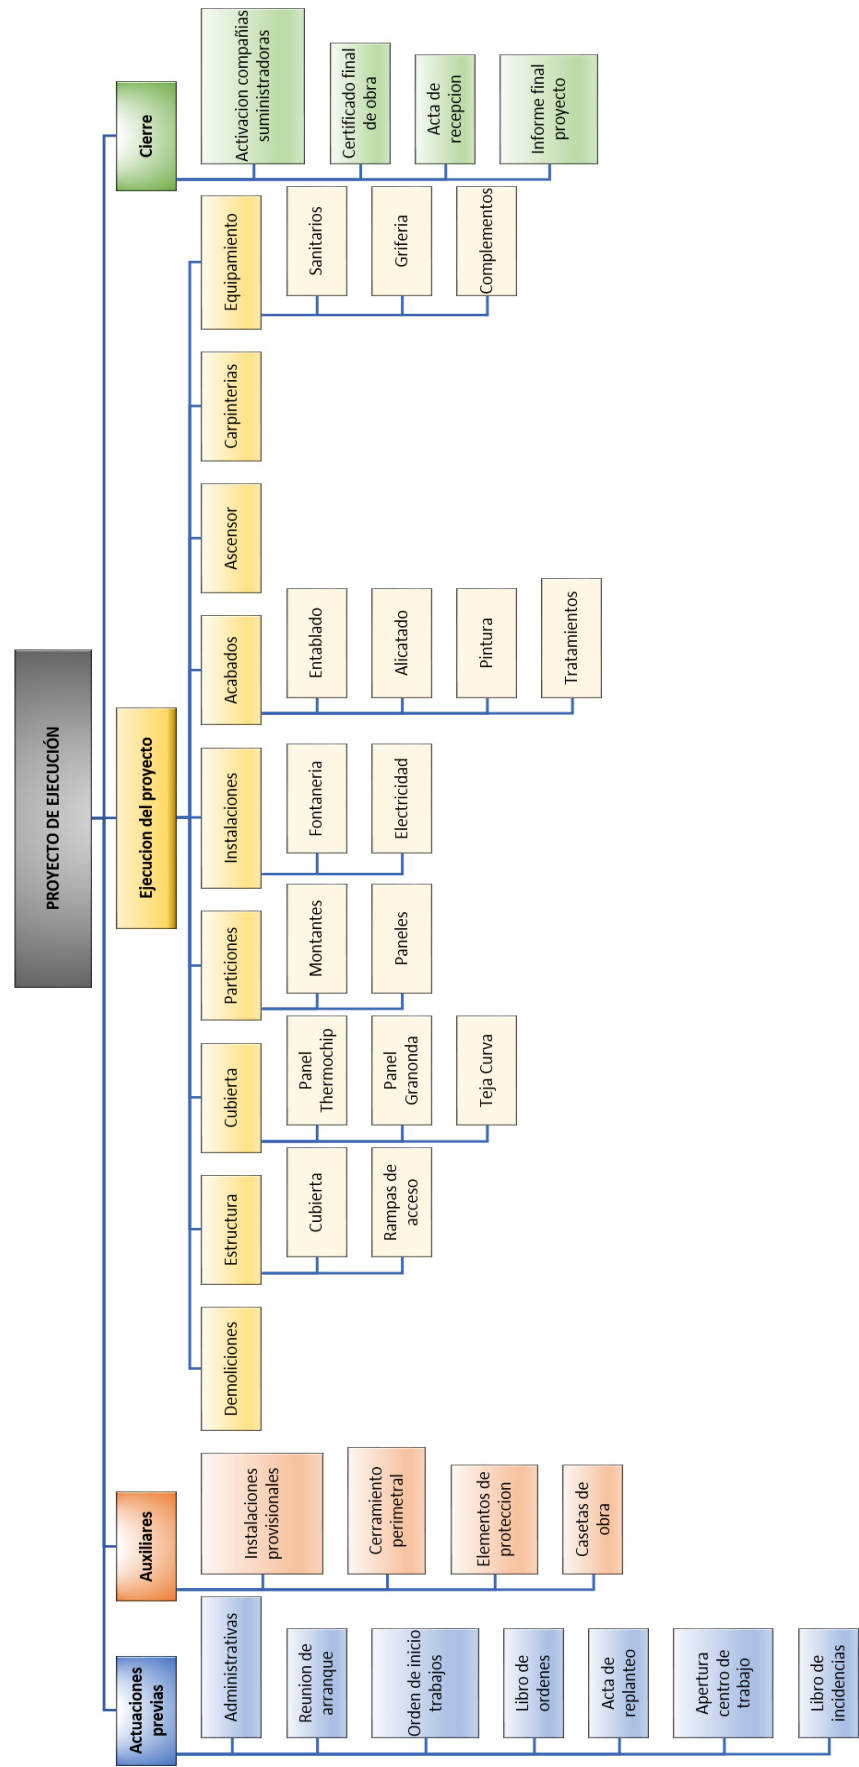 PROYECTO DE EJECUCIÓN
Actuaciones
previas
Administrativas
Reunion de
arranque
Orden de inicio
trabajos
Libro de
ordenes
Acta de
replanteo
Apertura
centro de
trabajo
Libro de
incidencias
Auxiliares
Instalaciones
provisionales
Cerramiento
perimetral
Elementos de
proteccion
Casetas de
obra
Ejecucion del proyecto
Demoliciones
Estructura
Cubierta
Rampas de
acceso
Cubierta
Panel
Thermochip
Panel
Granonda
Teja Curva
Particiones
Montantes
Paneles
Instalaciones
Fontaneria
Electricidad
Acabados
Entablado
Alicatado
Pintura
Tratamientos
Ascensor
Carpinterias
Equipamiento
Sanitarios
Griferia
Complementos
Cierre
Activacion compañias
suministradoras
Certificado final
de obra
Acta de
recepcion
Informe final
proyecto